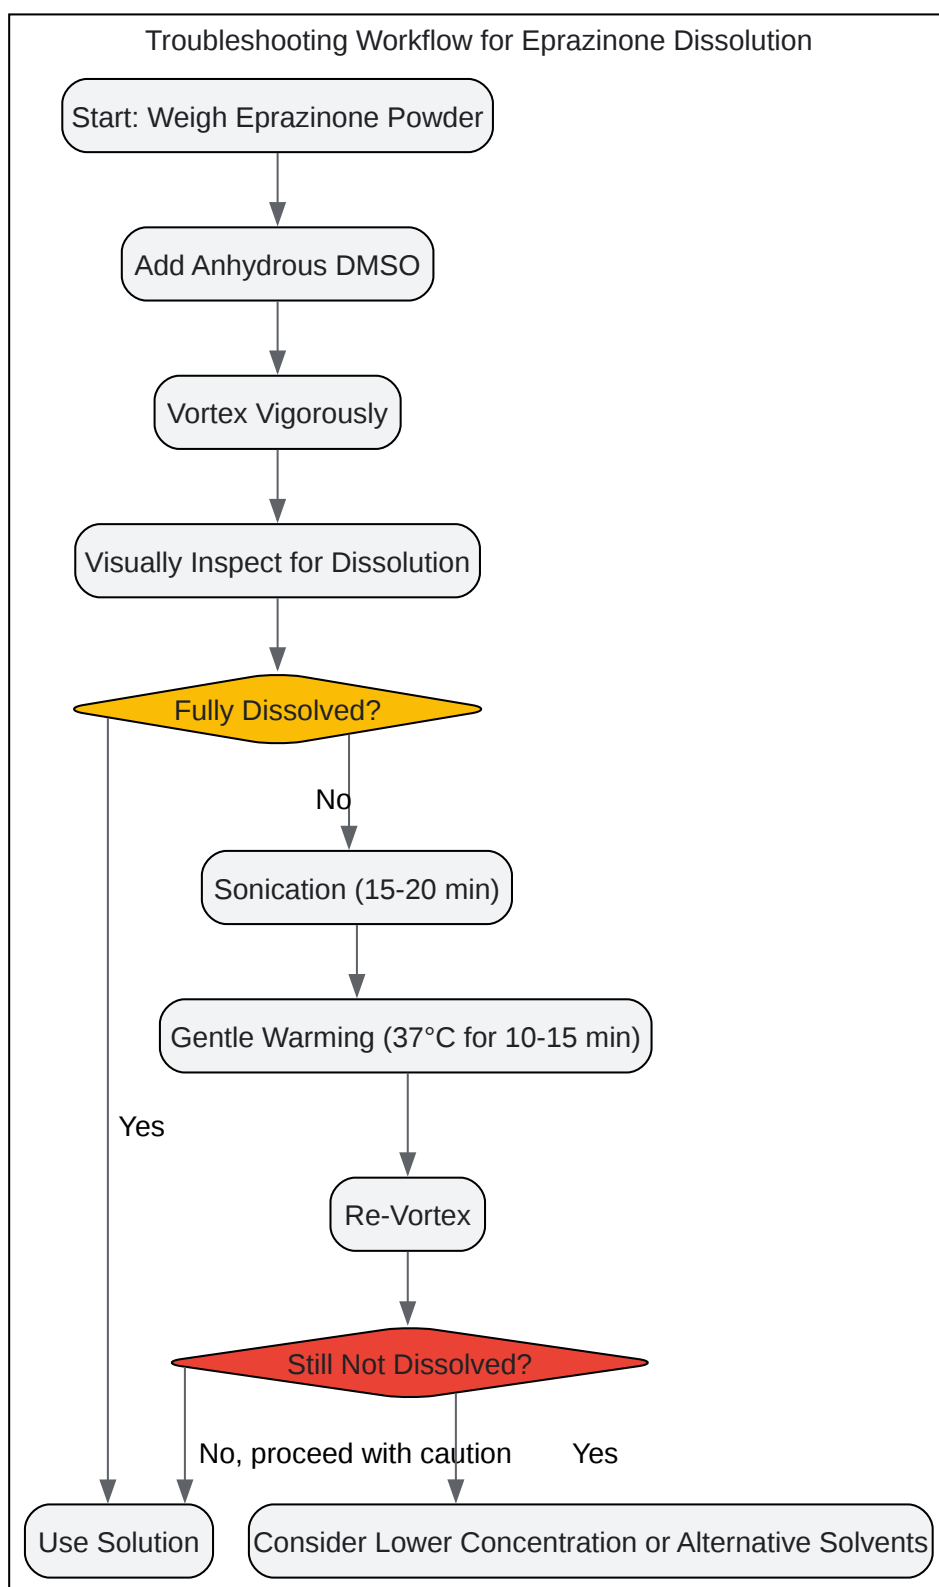 Troubleshooting Workflow for Eprazinone Dissolution
Start: Weigh Eprazinone Powder
Add Anhydrous DMSO
Vortex Vigorously
Visually Inspect for Dissolution
Fully Dissolved?
No
Sonication (15-20 min)
Gentle Warming (37°C for 10-15 min)
Yes
Re-Vortex
Still Not Dissolved?
No, proceed with caution
Yes
Use Solution
Consider Lower Concentration or Alternative Solvents